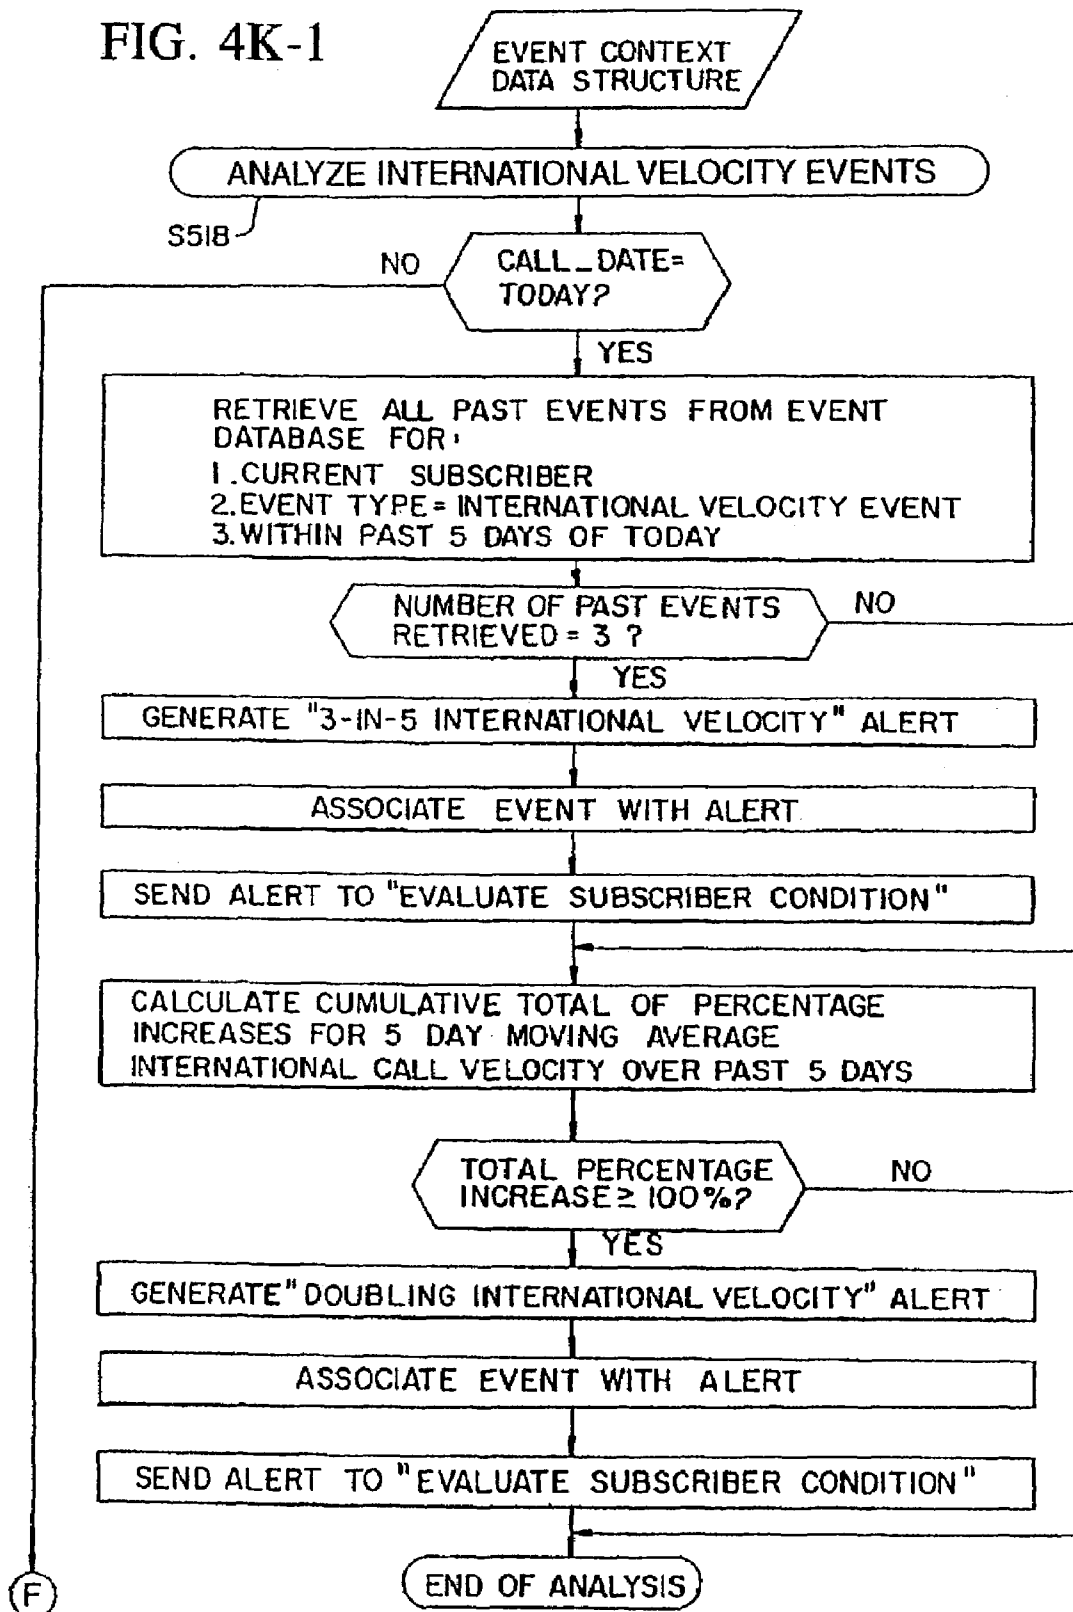 FIG. 4K-1
EVENT CONTEXT
DATA STRUCTURE
ANALYZE INTERNATIONAL VELOCITY EVENTS
S518
NO
CALL_DATE=
TODAY?
YES
RETRIEVE ALL PAST EVENTS FROM EVENT
DATABASE FOR:
1. CURRENT SUBSCRIBER
2. EVENT TYPE= INTERNATIONAL VELOCITY EVENT
3. WITHIN PAST 5 DAYS OF TODAY
NUMBER OF PAST EVENTS
RETRIEVED = 3 ?
NO
YES
GENERATE "3-IN-5 INTERNATIONAL VELOCITY" ALERT
ASSOCIATE EVENT WITH ALERT
SEND ALERT TO "EVALUATE SUBSCRIBER CONDITION"
CALCULATE CUMULATIVE TOTAL OF PERCENTAGE
INCREASES FOR 5 DAY MOVING AVERAGE
INTERNATIONAL CALL VELOCITY OVER PAST 5 DAYS
TOTAL PERCENTAGE
INCREASE ≥ 100%?
NO
YES
GENERATE "DOUBLING INTERNATIONAL VELOCITY" ALERT
ASSOCIATE EVENT WITH ALERT
SEND ALERT TO "EVALUATE SUBSCRIBER CONDITION"
F
END OF ANALYSIS